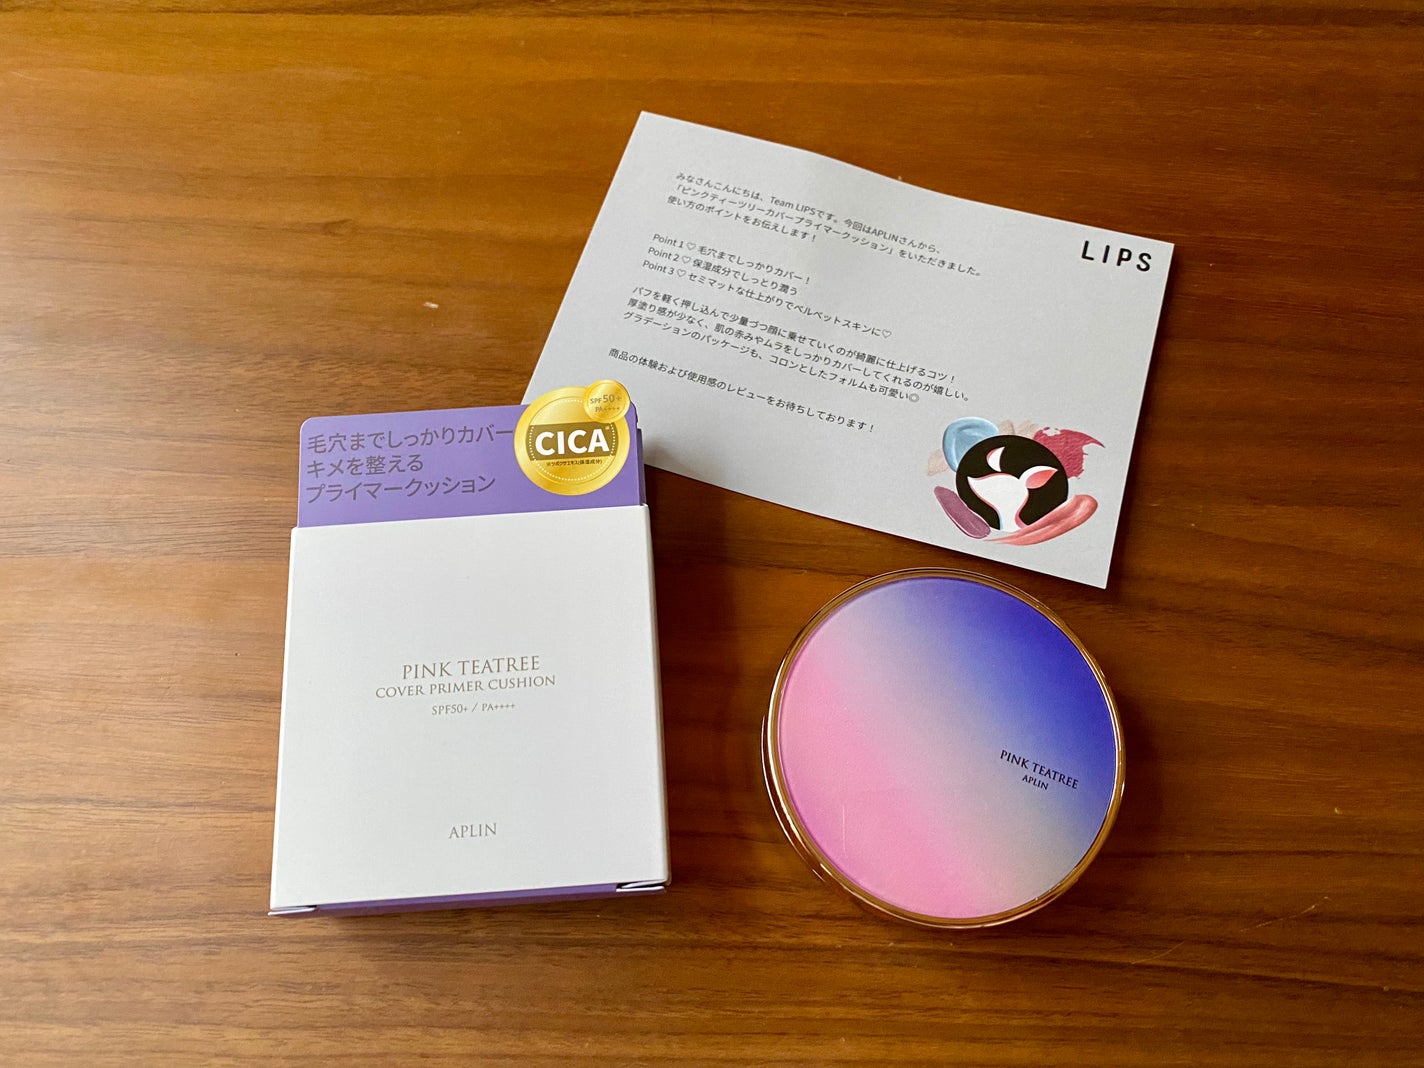 LIPS
みなさんこんにちは、Team LIPSです。今回はAPLINさんから、
「ピンクティーツリーカバープライマークッション」をいただきました。
使い方のポイントをお伝えします！
Point 1 ♡ 毛穴までしっかりカバー！
Point 2 ♡ 保湿成分でしっとり潤う
Point 3 ♡ セミマットな仕上がりでベルベットスキンに♡
パフを軽く押し込んで少量づつ顔に乗せていくのが綺麗に仕上げるコツ！
厚塗り感が少なく、肌の赤みやムラをしっかりカバーしてくれるのが嬉しい。
グラデーションのパッケージも、コロンとしたフォルムも可愛い◎
商品の体験および使用感のレビューをお待ちしております！
毛穴までしっかりカバー
キメを整える
プライマークッション
SPF50+
PA++++
CICA
※ツボクサエキス(保湿成分)
PINK TEATREE
COVER PRIMER CUSHION
SPF50+ / PA++++
APLIN
PINK TEATREE
APLIN